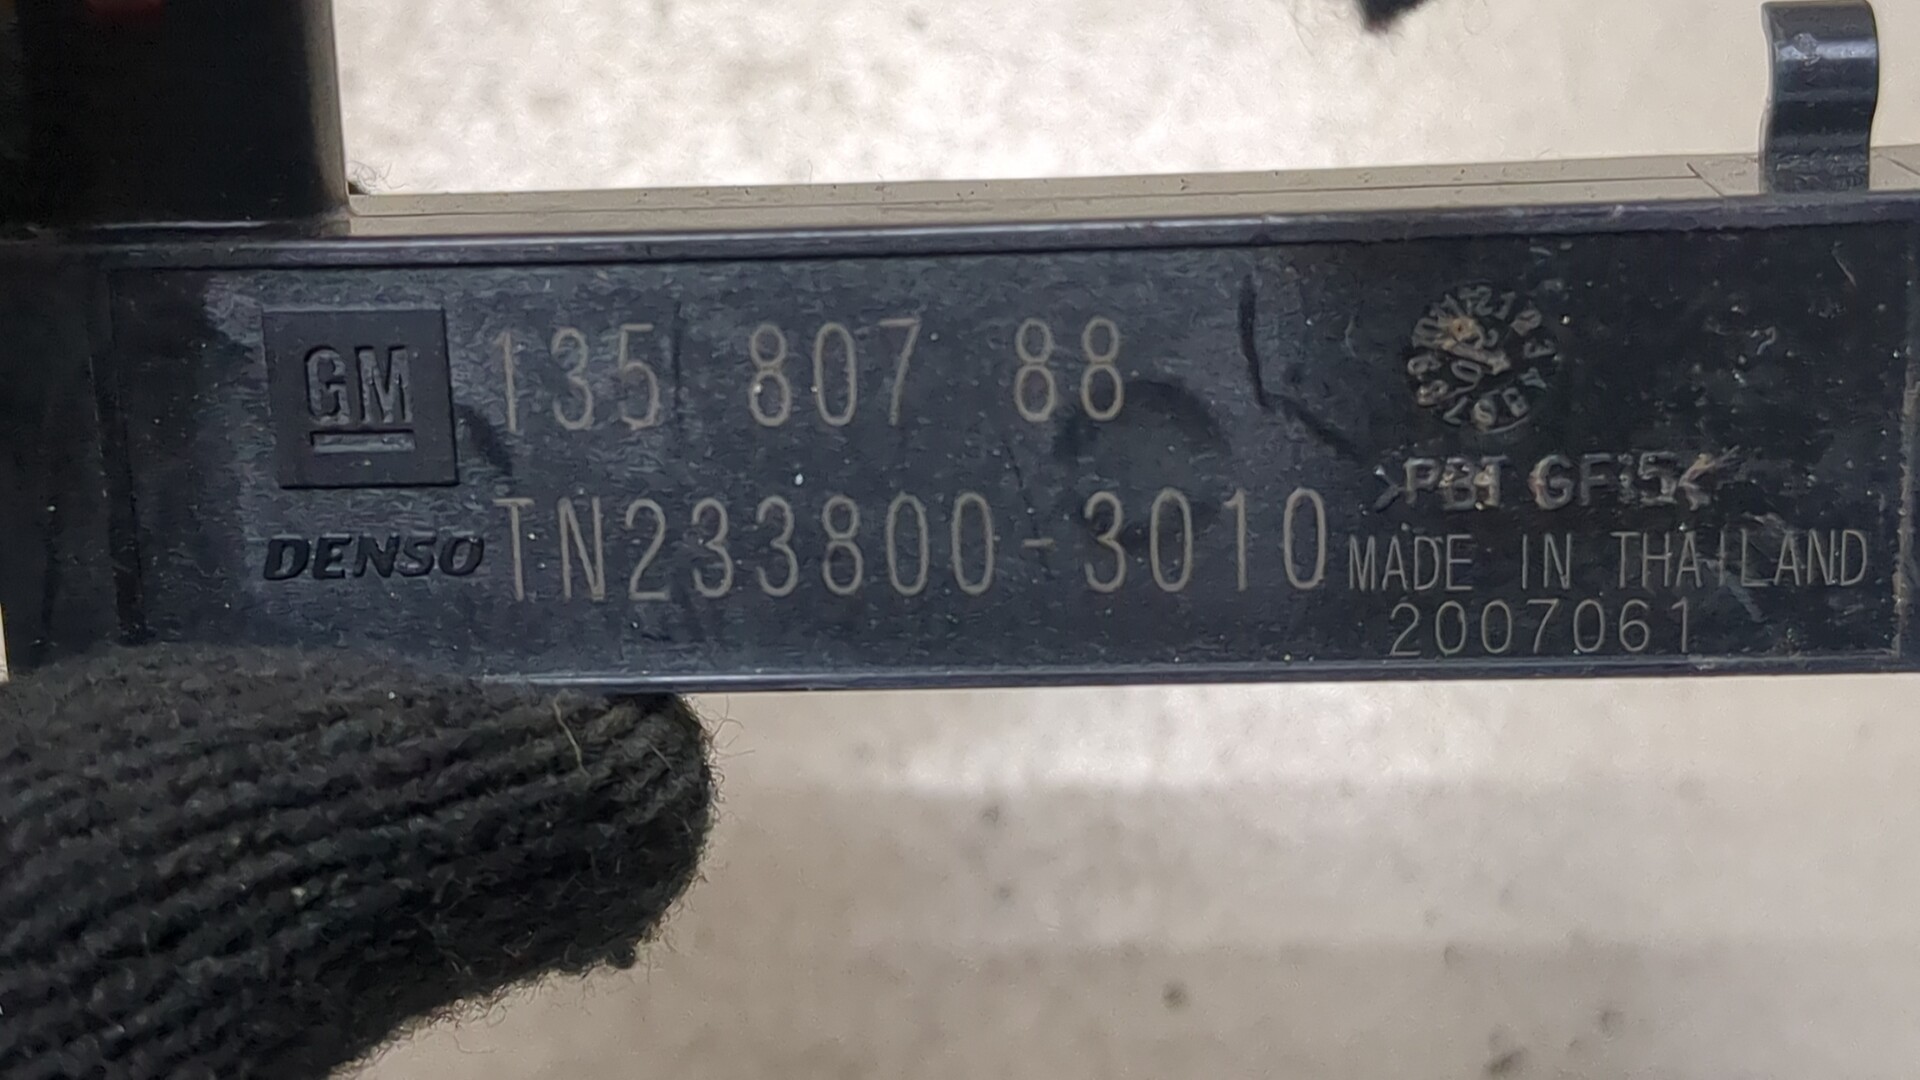 GM
135 807 88
DENSO
TN233800-3010
>PBT GF15<
MADE IN THAILAND
2007061